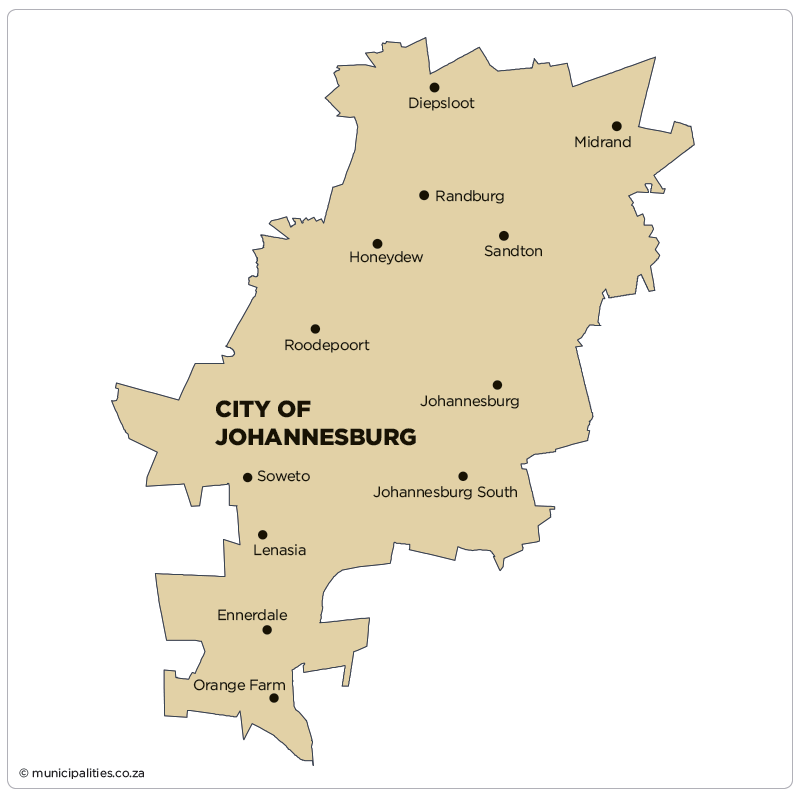 Diepsloot
Midrand
Randburg
Sandton
Honeydew
Roodepoort
Johannesburg
CITY OF
JOHANNESBURG
Soweto
Johannesburg South
Lenasia
Ennerdale
Orange Farm
© municipalities.co.za